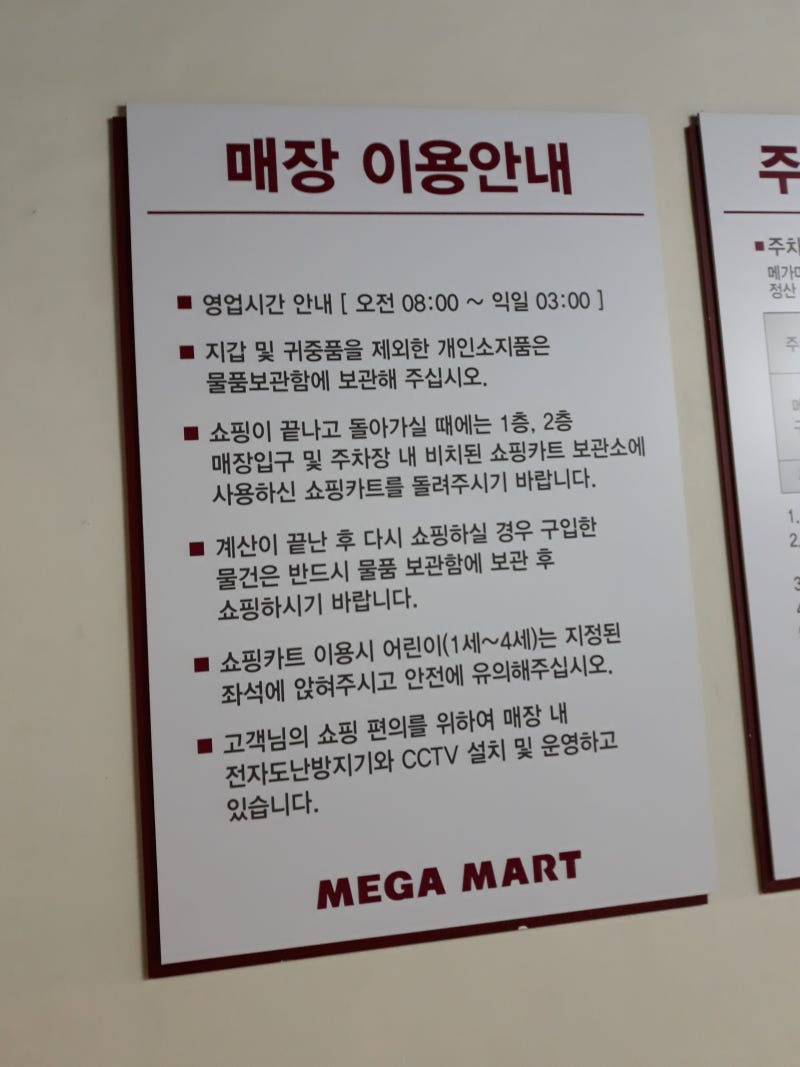 매장 이용안내
■ 영업시간 안내 [ 오전 08:00 ~ 익일 03:00 ]
■ 지갑 및 귀중품을 제외한 개인소지품은
물품보관함에 보관해 주십시오.
■ 쇼핑이 끝나고 돌아가실 때에는 1층, 2층
매장입구 및 주차장 내 비치된 쇼핑카트 보관소에
사용하신 쇼핑카트를 돌려주시기 바랍니다.
■ 계산이 끝난 후 다시 쇼핑하실 경우 구입한
물건은 반드시 물품 보관함에 보관 후
쇼핑하시기 바랍니다.
■ 쇼핑카트 이용시 어린이(1세~4세)는 지정된
좌석에 앉혀주시고 안전에 유의해주십시오.
■ 고객님의 쇼핑 편의를 위하여 매장 내
전자도난방지기와 CCTV 설치 및 운영하고
있습니다.
MEGA MART
주
■ 주차
메가
정산
주
1.
2.
3